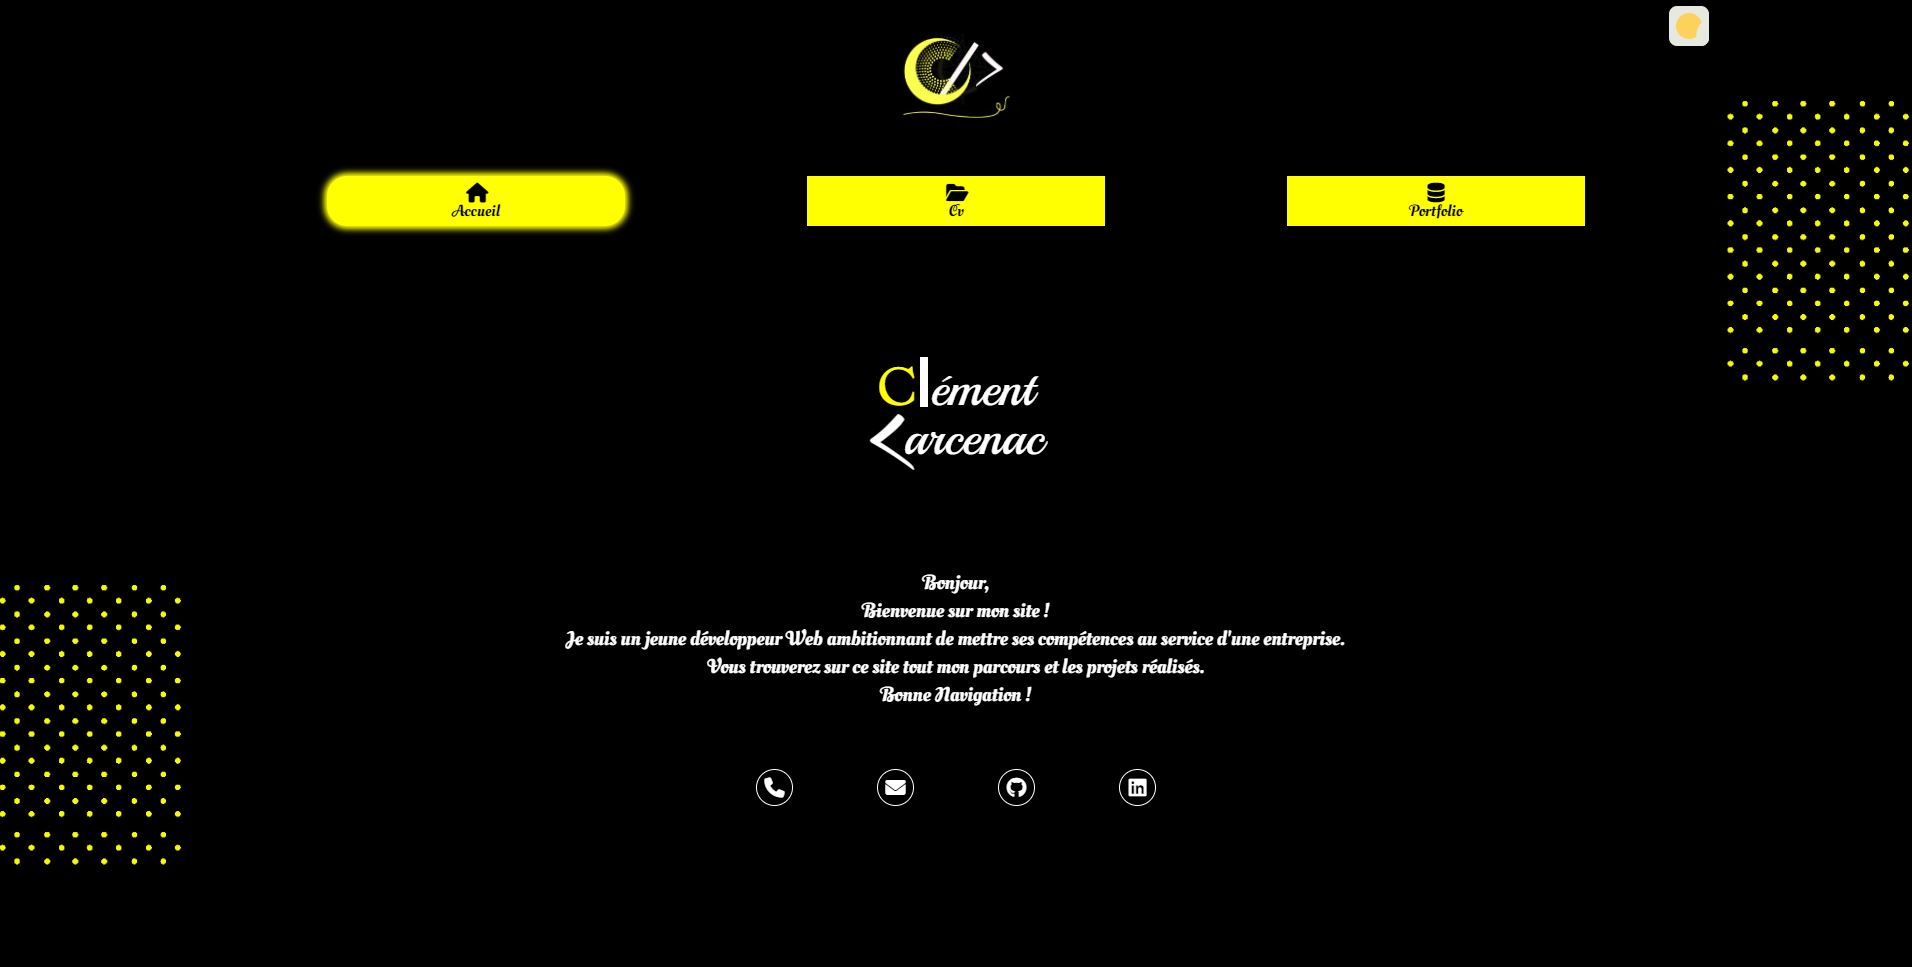 Accueil
Cv
Portfolio
Clément
Larcenac
Bonjour,
Bienvenue sur mon site !
Je suis un jeune développeur Web ambitionnant de mettre ses compétences au service d'une entreprise.
Vous trouverez sur ce site tout mon parcours et les projets réalisés.
Bonne Navigation !